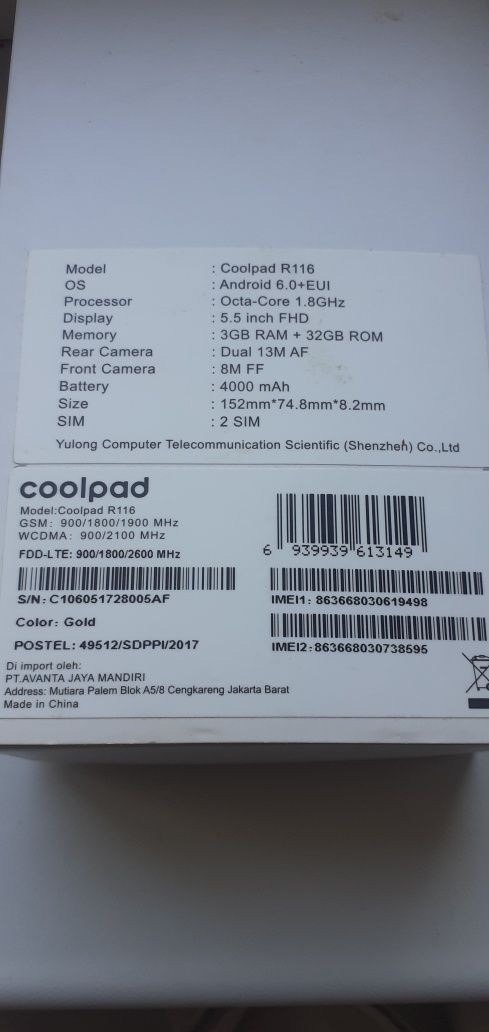 Model : Coolpad R116
OS : Android 6.0+EUI
Processor : Octa-Core 1.8GHz
Display : 5.5 inch FHD
Memory : 3GB RAM + 32GB ROM
Rear Camera : Dual 13M AF
Front Camera : 8M FF
Battery : 4000 mAh
Size : 152mm*74.8mm*8.2mm
SIM : 2 SIM
Yulong Computer Telecommunication Scientific (Shenzhen) Co.,Ltd
coolpad
Model:Coolpad R116
GSM: 900/1800/1900 MHz
WCDMA: 900/2100 MHz
FDD-LTE: 900/1800/2600 MHz
6 939939 613149
S/N: C106051728005AF
IMEI1: 863668030619498
Color: Gold
POSTEL: 49512/SDPPI/2017
IMEI2:863668030738595
Di import oleh:
PT.AVANTA JAYA MANDIRI
Address: Mutiara Palem Blok A5/8 Cengkareng Jakarta Barat
Made in China